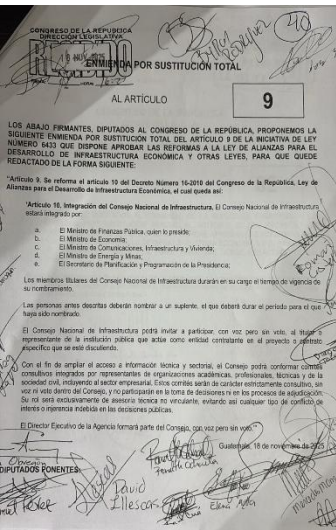 CONGRESO DE LA REPUBLICA
DIRECCION LEGISLATIVA
RECIBIDO
ENMIENDA POR SUSTITUCIÓN TOTAL
40
AL ARTÍCULO
9
LOS ABAJO FIRMANTES, DIPUTADOS AL CONGRESO DE LA REPÚBLICA, PROPONEMOS LA
SIGUIENTE ENMIENDA POR SUSTITUCIÓN TOTAL DEL ARTÍCULO 9 DE LA INICIATIVA DE LEY
NÚMERO 6433 QUE DISPONE APROBAR LAS REFORMAS A LA LEY DE ALIANZAS PARA EL
DESARROLLO DE INFRAESTRUCTURA ECONÓMICA Y OTRAS LEYES, PARA QUE QUEDE
REDACTADO DE LA FORMA SIGUIENTE:
"Artículo 9. Se reforma el artículo 10 del Decreto Número 16-2010 del Congreso de la República, Ley de
Alianzas para el Desarrollo de Infraestructura Económica, el cual queda así:
"Artículo 10. Integración del Consejo Nacional de Infraestructura. El Consejo Nacional de Infraestructura
estará integrado por:
a. El Ministro de Finanzas Pública, quien lo preside;
b. El Ministro de Economía;
c. El Ministro de Comunicaciones, Infraestructura y Vivienda;
d. El Ministro de Energía y Minas;
e. El Secretario de Planificación y Programación de la Presidencia;
Los miembros titulares del Consejo Nacional de Infraestructura durarán en su cargo el tiempo de vigencia de
su nombramiento.
Las personas antes descritas deberán nombrar a un suplente, el que deberá durar el período para el que
haya sido nombrado.
El Consejo Nacional de Infraestructura podrá invitar a participar, con voz pero sin voto, al titular o
representante de la institución pública que actúa como entidad contratante en el proyecto o contrato
específico que se esté discutiendo.
Con el fin de ampliar el acceso a información técnica y sectorial, el Consejo podrá conformar comités
consultivos integrados por representantes de organizaciones académicas, profesionales, técnicas y de la
sociedad civil, incluyendo al sector empresarial. Estos comités serán de carácter estrictamente consultivo, sin
voz ni voto dentro del Consejo, y no participarán en la toma de decisiones ni en los procesos de adjudicación.
Su rol será exclusivamente de asesoría técnica no vinculante, evitando así cualquier tipo de conflicto de
interés o injerencia indebida en las decisiones públicas.
El Director Ejecutivo de la Agencia formará parte del Consejo, con voz pero sin voto.
Guatemala, 18 de noviembre de 2025
DIPUTADOS PONENTES
David
Illescas